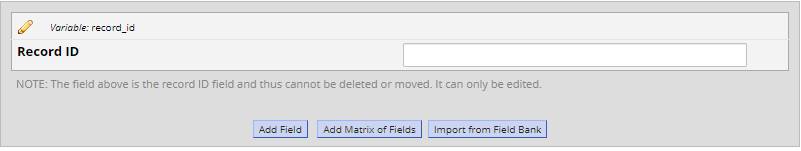 Variable: record_id
Record ID
NOTE: The field above is the record ID field and thus cannot be deleted or moved. It can only be edited.
Add Field Add Matrix of Fields Import from Field Bank